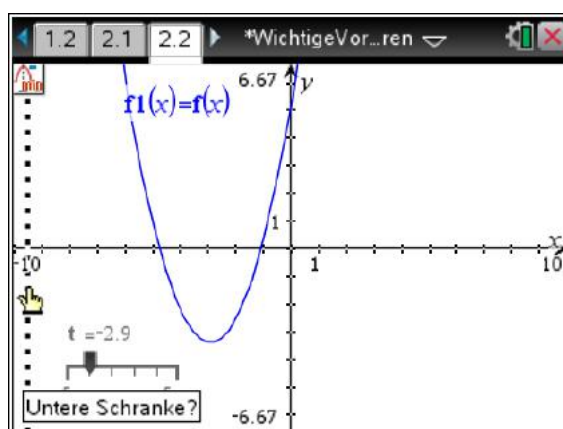 1.2 2.1 2.2 *WichtigeVor…ren
6.67 y
f1(x)=f(x)
1
x
-10 1 10
t =-2.9
Untere Schranke?
-6.67